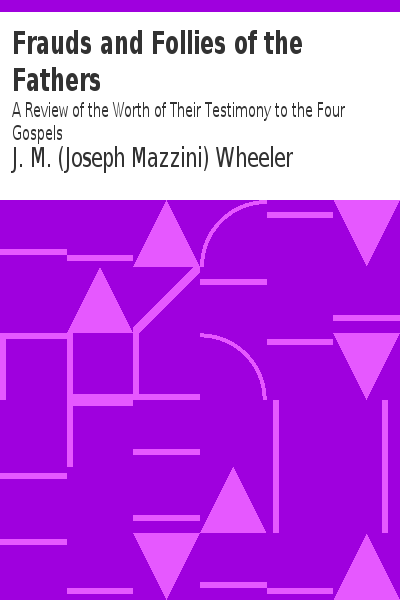 Frauds and Follies of the
Fathers
A Review of the Worth of Their Testimony to the Four
Gospels
J. M. (Joseph Mazzini) Wheeler